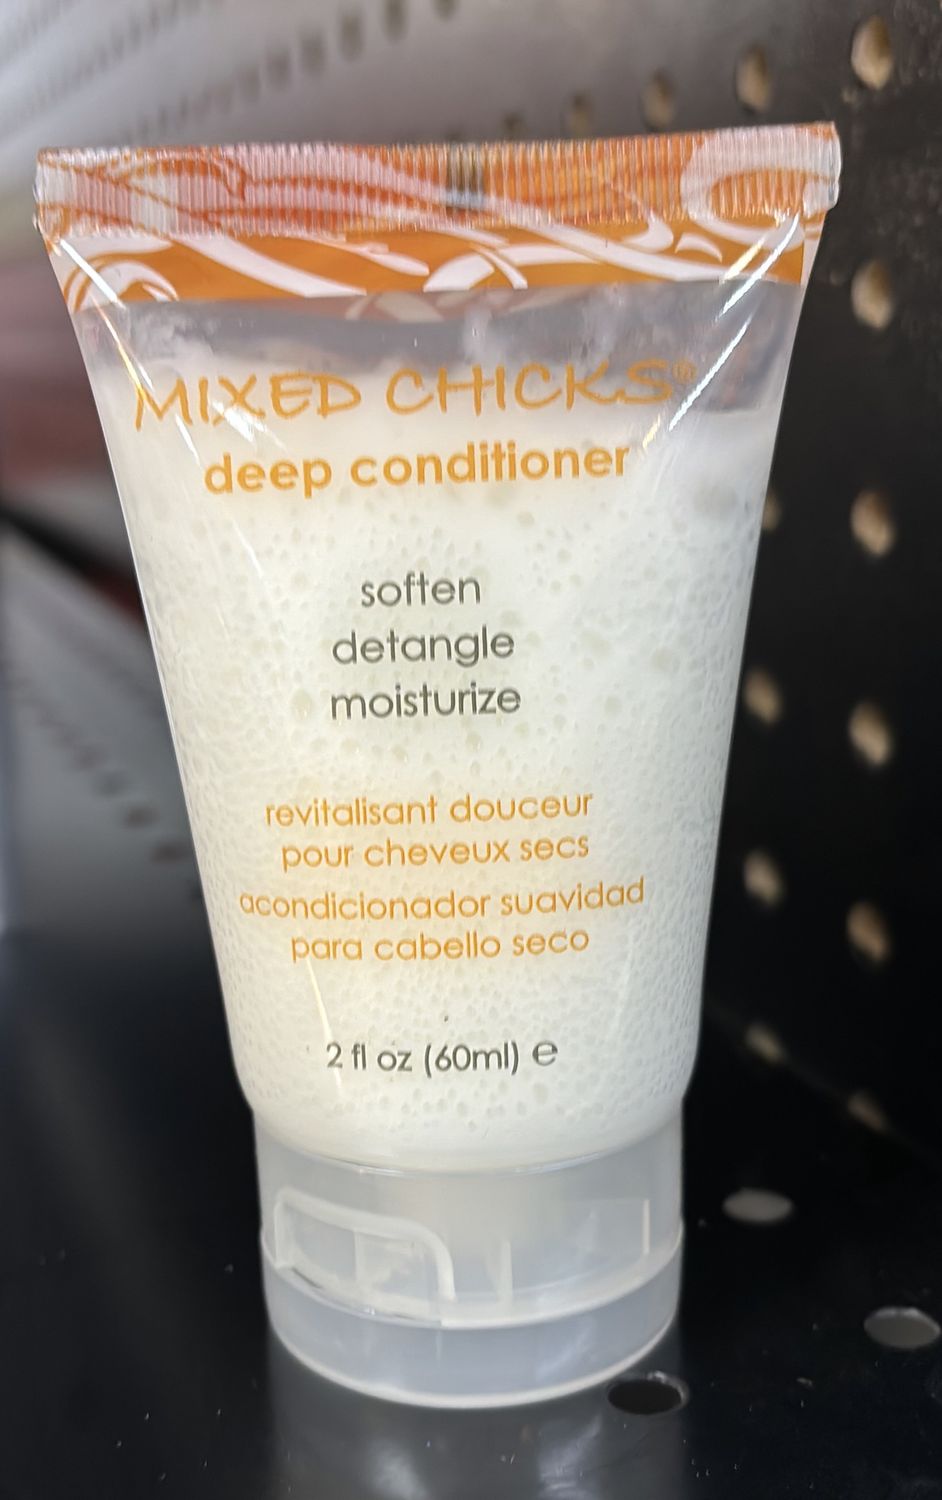 MIXED CHICKS®
deep conditioner
soften
detangle
moisturize
revitalisant douceur
pour cheveux secs
acondicionador suavidad
para cabello seco
2 fl oz (60ml) ℮